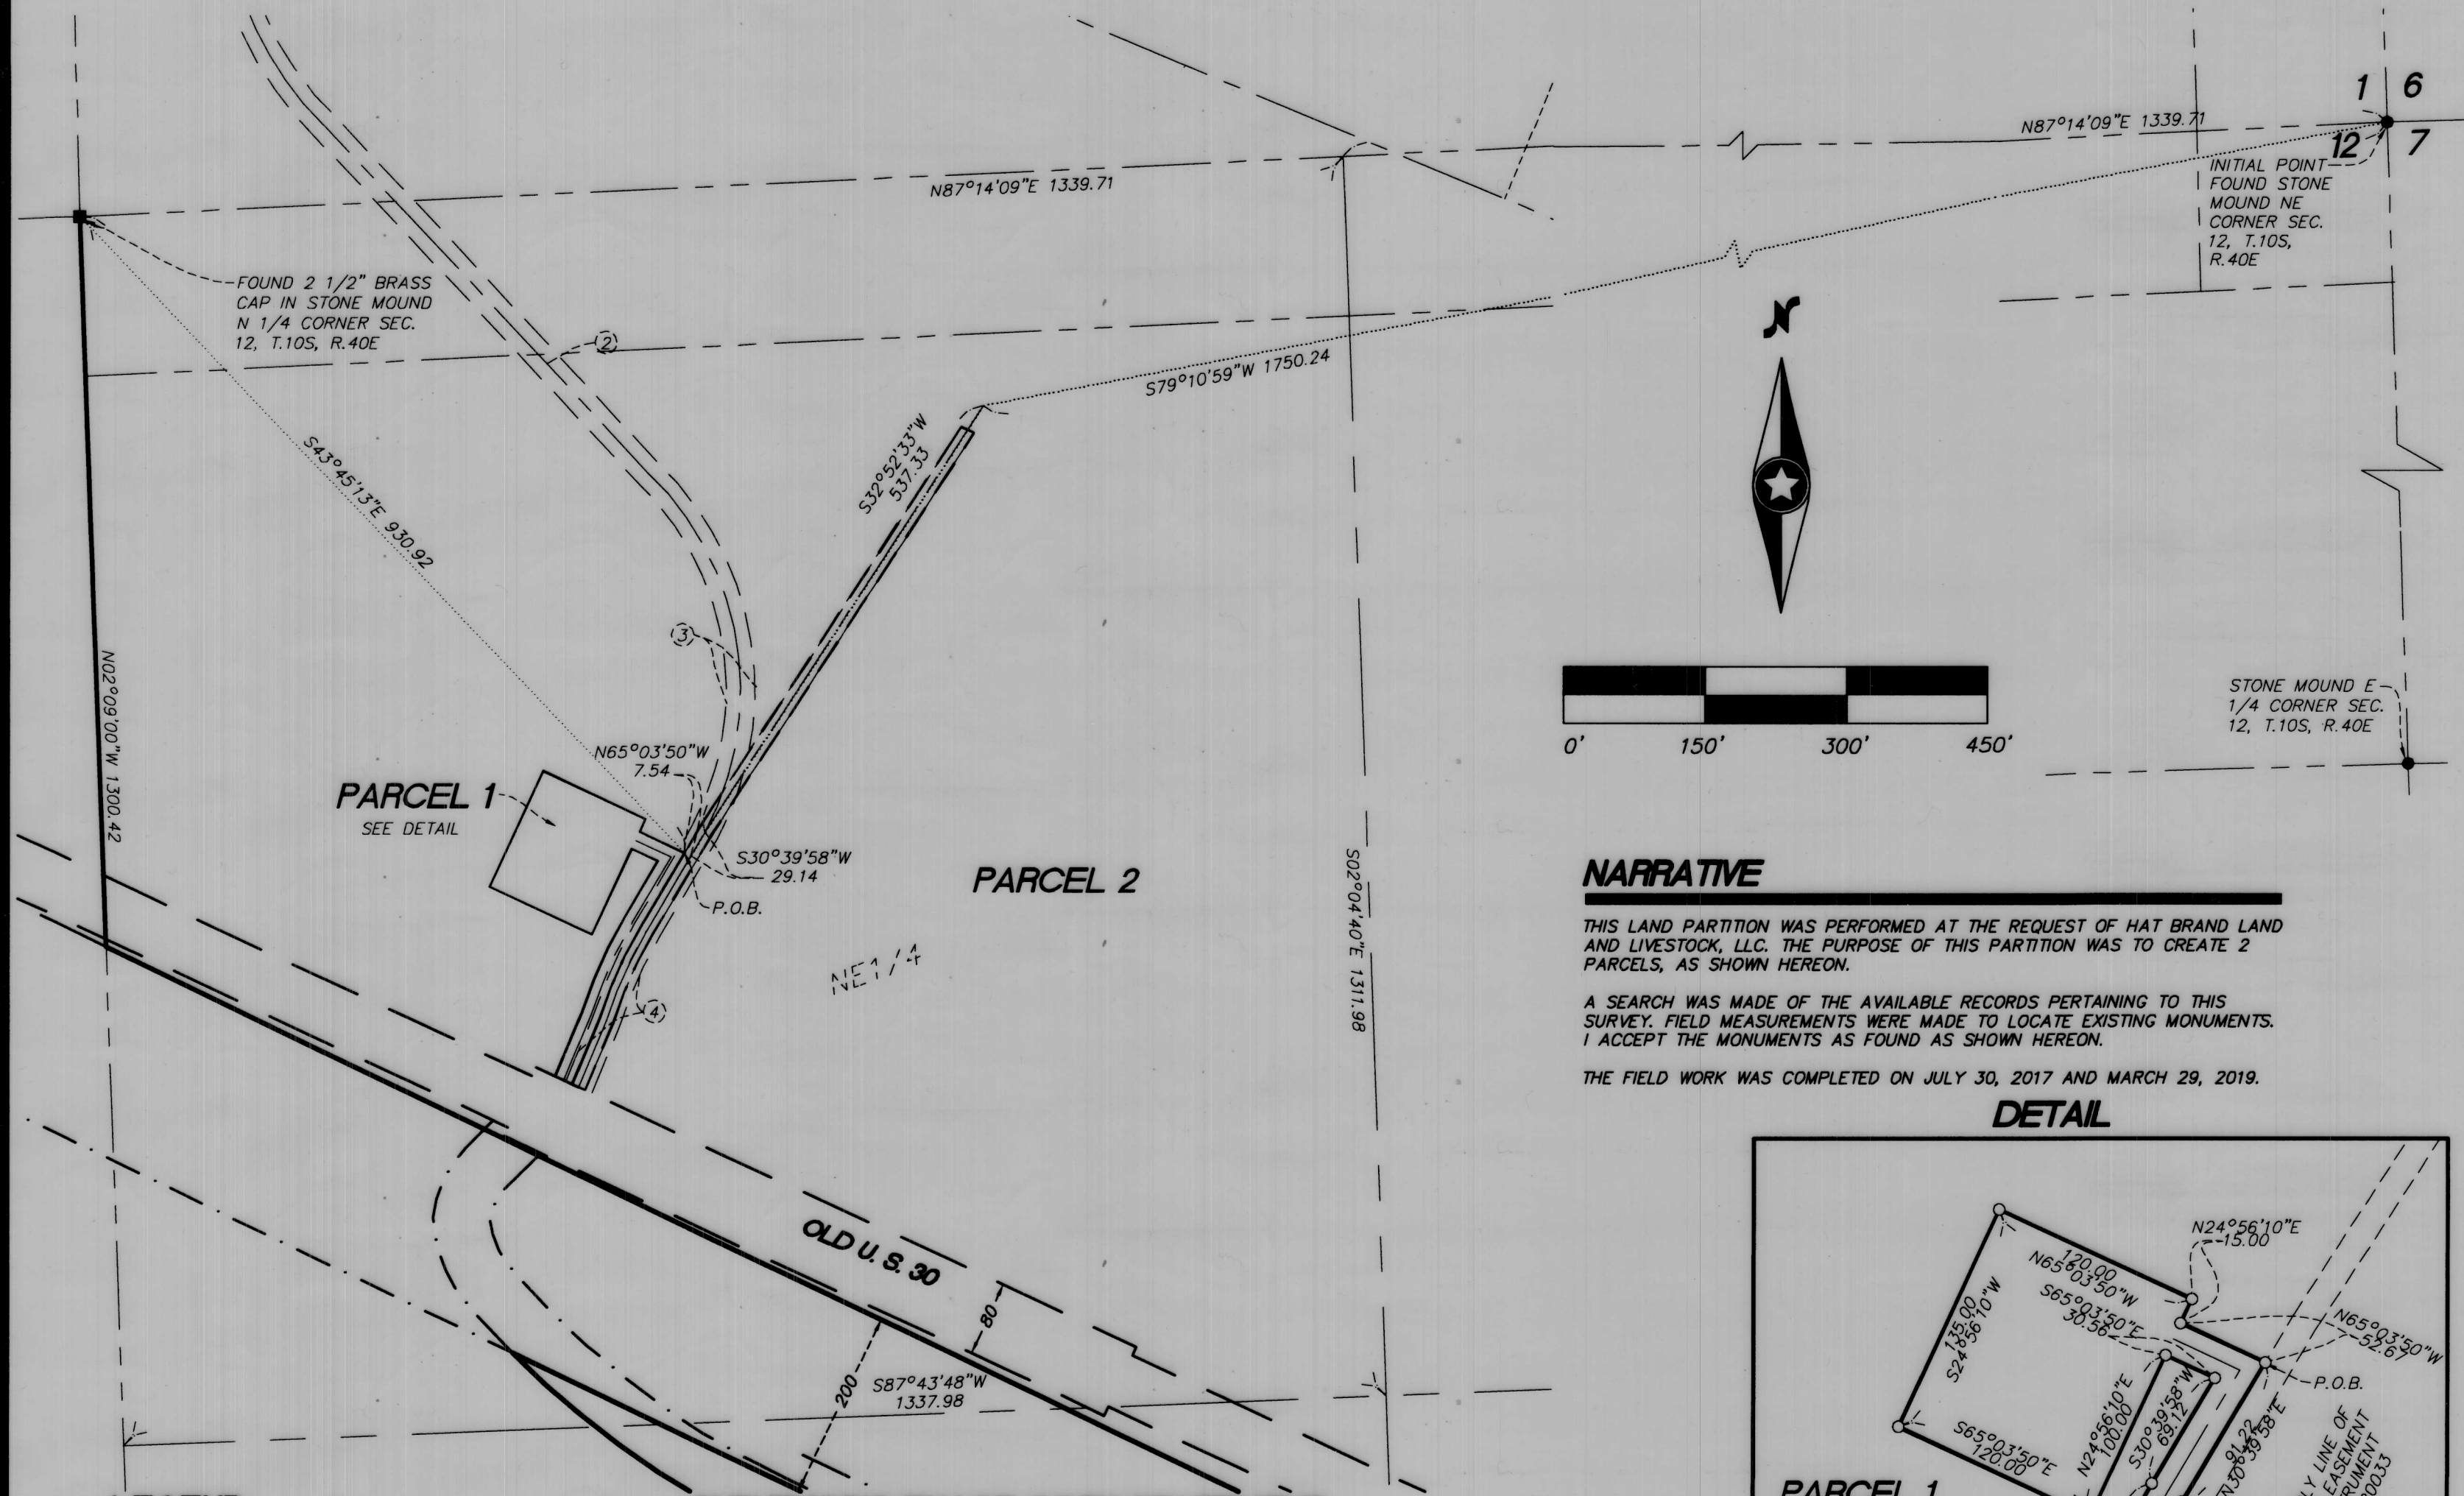 1 6
12 7
N87°14'09"E 1339.71
INITIAL POINT
FOUND STONE
MOUND NE
CORNER SEC.
12, T.10S,
R.40E
N87°14'09"E 1339.71
FOUND 2 1/2" BRASS
CAP IN STONE MOUND
N 1/4 CORNER SEC.
12, T.10S, R.40E
2
N
S79°10'59"W 1750.24
S32°52'33"W
537.33
S43°45'13"E 930.92
3
N02°09'00"W 1300.42
N65°03'50"W
7.54
PARCEL 1
SEE DETAIL
S30°39'58"W
29.14
P.O.B.
PARCEL 2
NE1/4
4
S02°04'40"E 1311.98
0' 150' 300' 450'
STONE MOUND E
1/4 CORNER SEC.
12, T.10S, R.40E
NARRATIVE
THIS LAND PARTITION WAS PERFORMED AT THE REQUEST OF HAT BRAND LAND
AND LIVESTOCK, LLC. THE PURPOSE OF THIS PARTITION WAS TO CREATE 2
PARCELS, AS SHOWN HEREON.
A SEARCH WAS MADE OF THE AVAILABLE RECORDS PERTAINING TO THIS
SURVEY. FIELD MEASUREMENTS WERE MADE TO LOCATE EXISTING MONUMENTS.
I ACCEPT THE MONUMENTS AS FOUND AS SHOWN HEREON.
THE FIELD WORK WAS COMPLETED ON JULY 30, 2017 AND MARCH 29, 2019.
OLD U. S. 30
80
200
S87°43'48"W
1337.98
DETAIL
N24°56'10"E
15.00
120.00
N65°03'50"W
S65°03'50"E
30.56
135.00
S24°56'10"W
N65°03'50"W
52.67
P.O.B.
N24°56'10"E
100.00
S30°39'58"W
69.12
91.22
N30°39'58"E
S65°03'50"E
120.00
LY LINE OF
EASEMENT
PARCEL 1